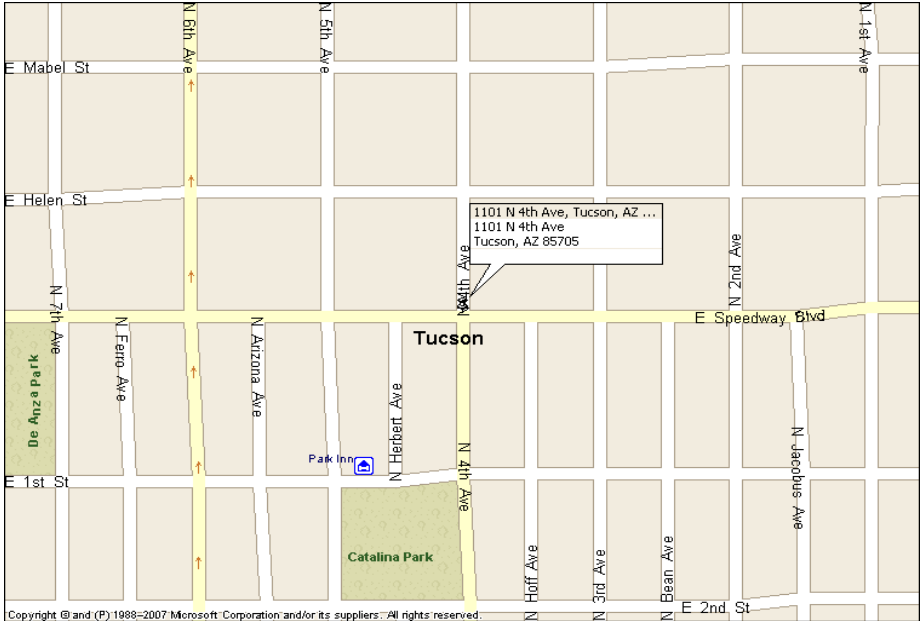 N 6th Ave
N 5th Ave
N 1st Ave
E Mabel St
E Helen St
1101 N 4th Ave, Tucson, AZ ...
1101 N 4th Ave
Tucson, AZ 85705
N 4th Ave
N 2nd Ave
N 7th Ave
E Speedway Blvd
Tucson
N Ferro Ave
N Arizona Ave
De Anza Park
N Herbert Ave
Park Inn
N 4th Ave
N Jacobus Ave
E 1st St
Catalina Park
N Hoff Ave
N 3rd Ave
N Bean Ave
E 2nd St
Copyright © and (P) 1988–2007 Microsoft Corporation and/or its suppliers. All rights reserved.